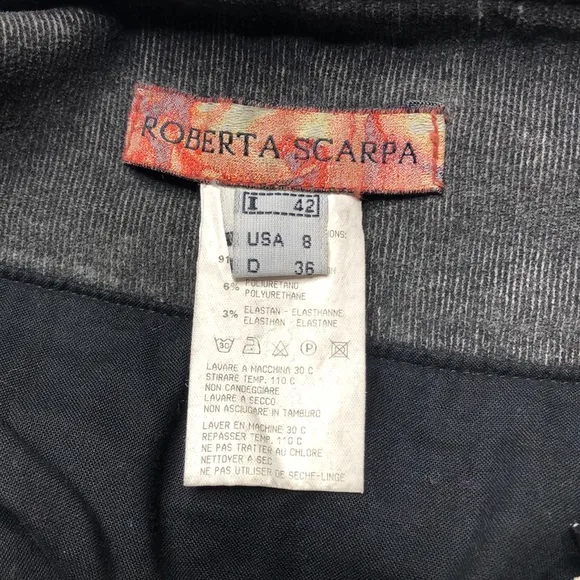 ROBERTA SCARPA
I 42
USA 8
D 36
6% POLIURETANO
POLYURETHANE
3% ELASTAN - ELASTHANNE
ELASTHAN - ELASTANE
30 P
LAVARE A MACCHINA 30 C
STIRARE TEMP. 110 C
NON CANDEGGIARE
LAVARE A SECCO
NON ASCIUGARE IN TAMBURO
LAVER EN MACHINE 30 C
REPASSER TEMP. 110 C
NE PAS TRAITER AU CHLORE
NETTOYER A SEC
NE PAS UTILISER DE SECHE-LINGE